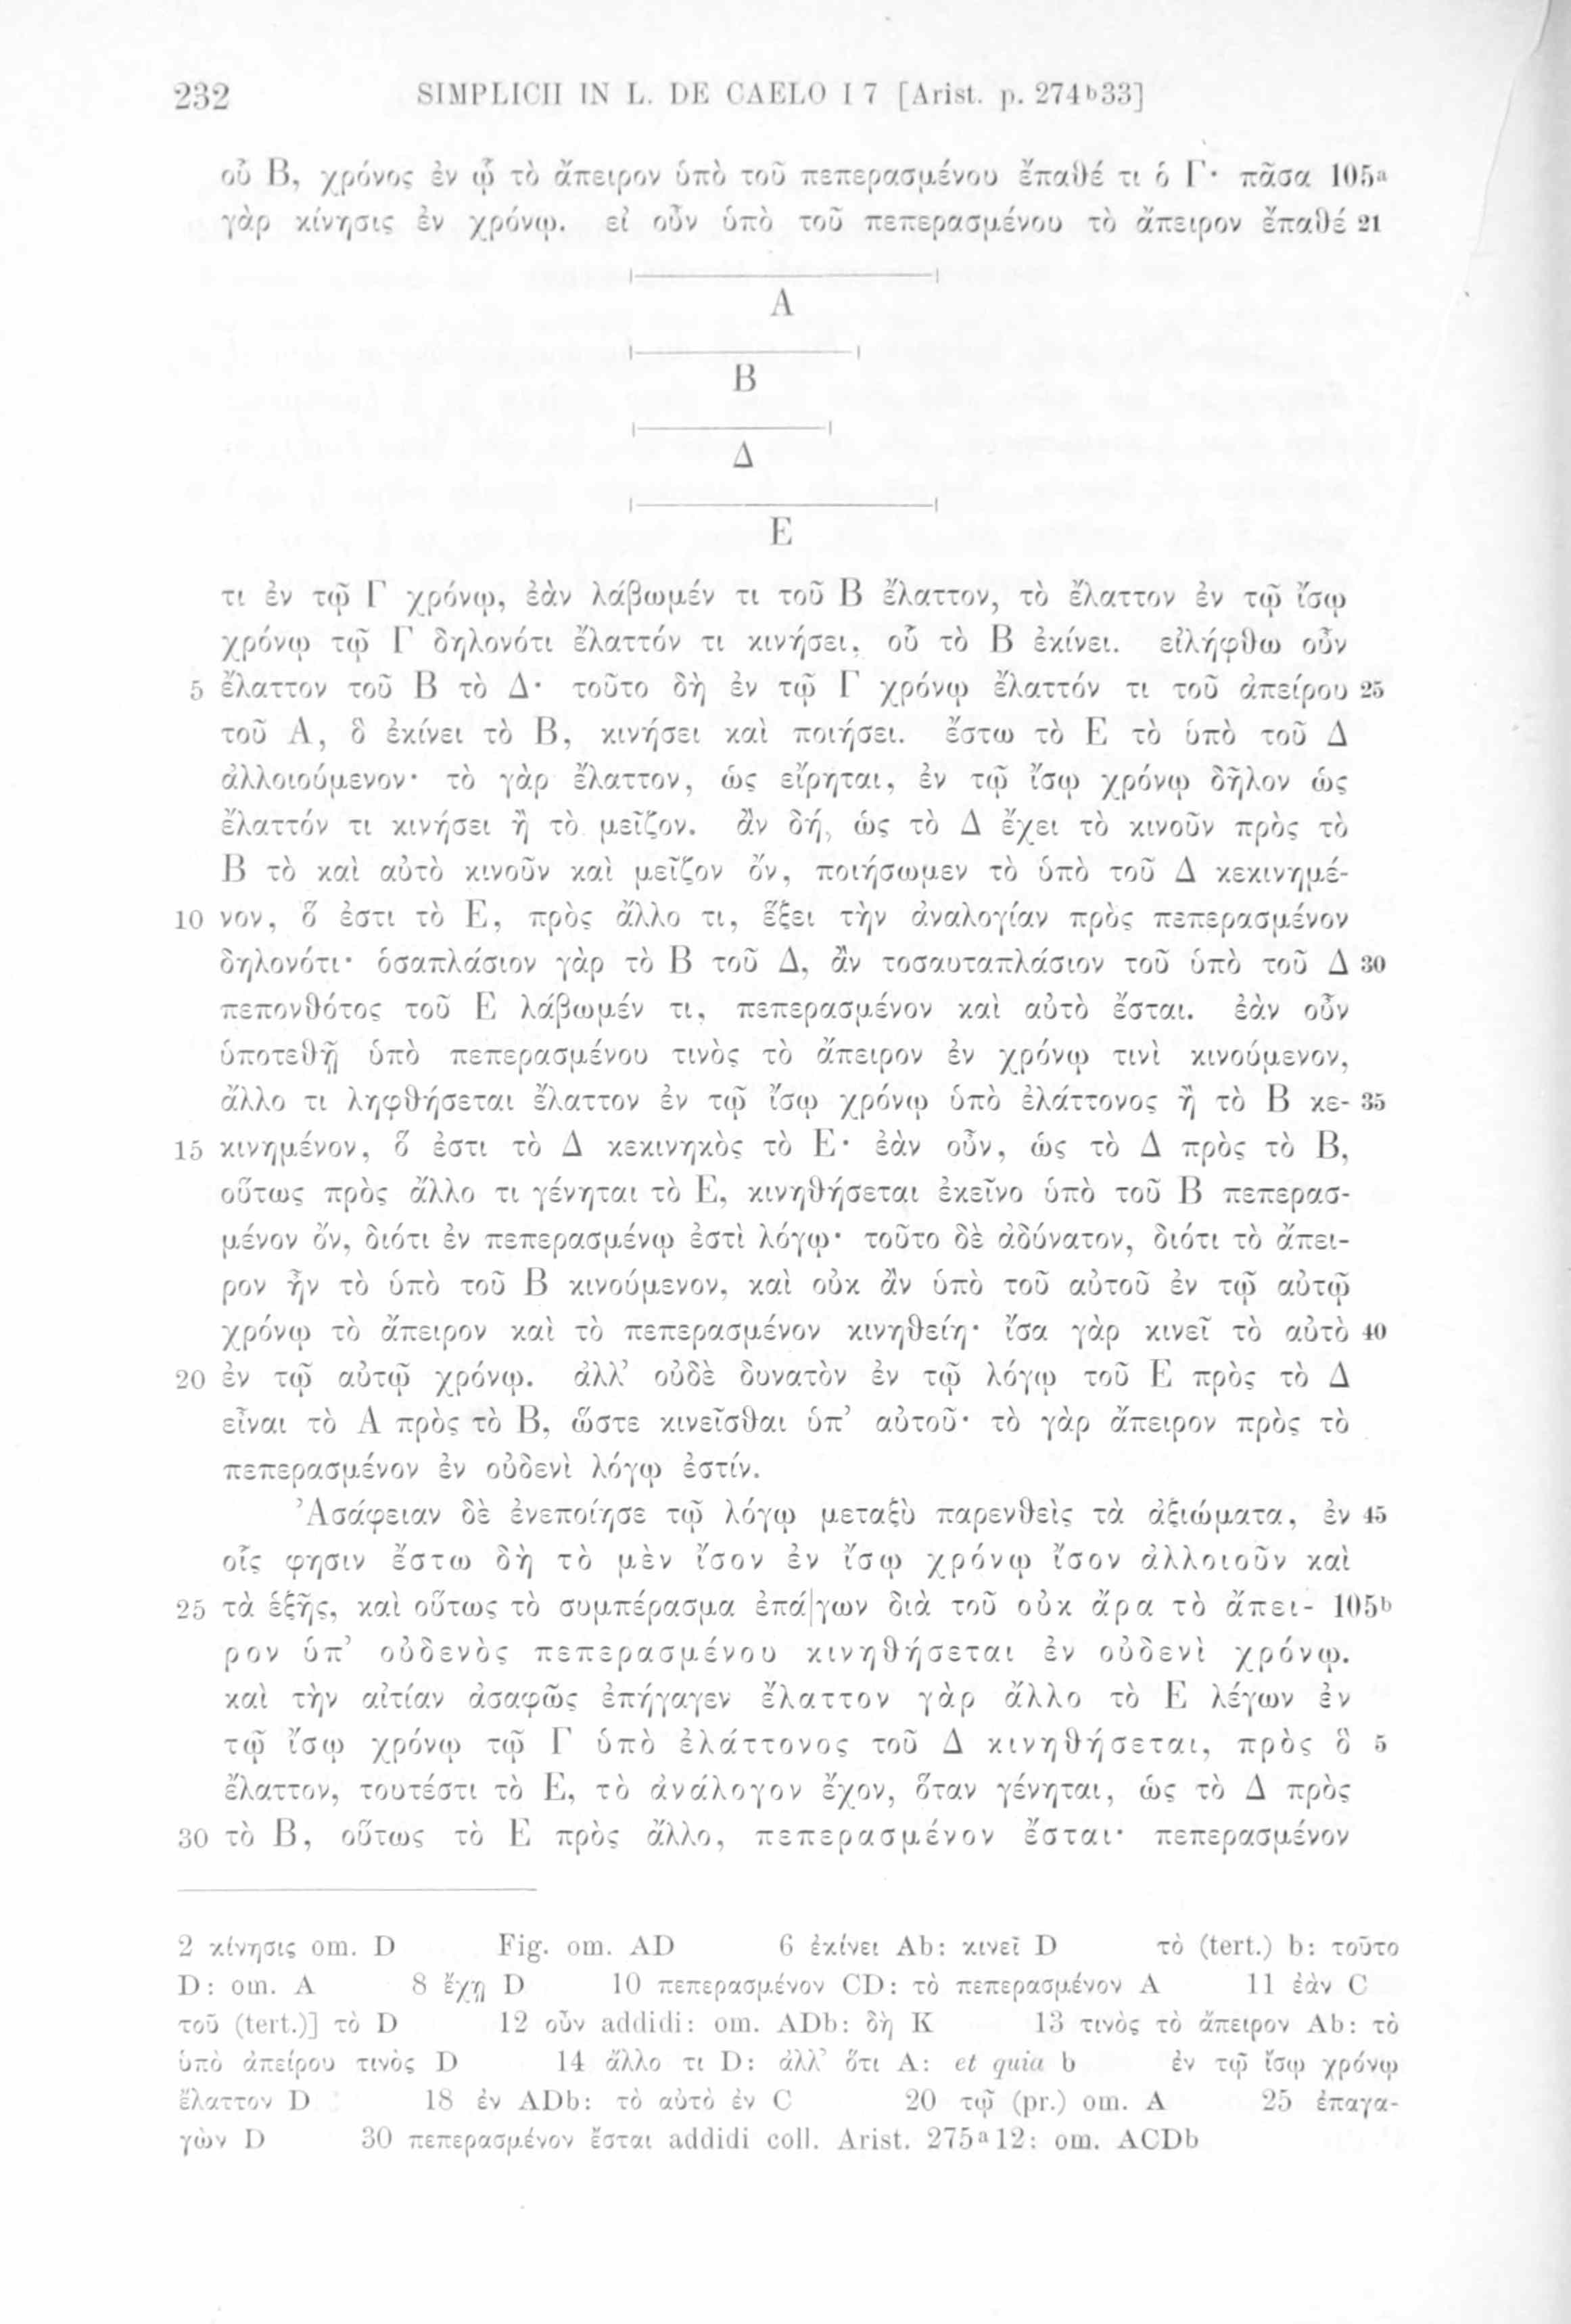 232 SIMPLICII IN L. DE CAELO I 7 [Arist. p. 274b33]
οὗ Β, χρόνος ἐν ᾧ τὸ ἄπειρον ὑπὸ τοῦ πεπερασμένου ἔπαθέ τι ὁ Γ· πᾶσα 105a
γὰρ κίνησις ἐν χρόνῳ. εἰ οὖν ὑπὸ τοῦ πεπερασμένου τὸ ἄπειρον ἔπαθέ 21
Α
Β
Δ
Ε
τι ἐν τῷ Γ χρόνῳ, ἐὰν λάβωμέν τι τοῦ Β ἔλαττον, τὸ ἔλαττον ἐν τῷ ἴσῳ
χρόνῳ τῷ Γ δηλονότι ἔλαττόν τι κινήσει, οὗ τὸ Β ἐκίνει. εἰλήφθω οὖν
5 ἔλαττον τοῦ Β τὸ Δ· τοῦτο δὴ ἐν τῷ Γ χρόνῳ ἔλαττόν τι τοῦ ἀπείρου 25
τοῦ Α, ὃ ἐκίνει τὸ Β, κινήσει καὶ ποιήσει. ἔστω τὸ Ε τὸ ὑπὸ τοῦ Δ
ἀλλοιούμενον· τὸ γὰρ ἔλαττον, ὡς εἴρηται, ἐν τῷ ἴσῳ χρόνῳ δῆλον ὡς
ἔλαττόν τι κινήσει ἢ τὸ μεῖζον. ἂν δή, ὡς τὸ Δ ἔχει τὸ κινοῦν πρὸς τὸ
Β τὸ καὶ αὐτὸ κινοῦν καὶ μεῖζον ὄν, ποιήσωμεν τὸ ὑπὸ τοῦ Δ κεκινημέ-
10 νον, ὅ ἐστι τὸ Ε, πρὸς ἄλλο τι, ἕξει τὴν ἀναλογίαν πρὸς πεπερασμένον
δηλονότι· ὁσαπλάσιον γὰρ τὸ Β τοῦ Δ, ἂν τοσαυταπλάσιον τοῦ ὑπὸ τοῦ Δ 30
πεπονθότος τοῦ Ε λάβωμέν τι, πεπερασμένον καὶ αὐτὸ ἔσται. ἐὰν οὖν
ὑποτεθῇ ὑπὸ πεπερασμένου τινὸς τὸ ἄπειρον ἐν χρόνῳ τινὶ κινούμενον,
ἄλλο τι ληφθήσεται ἔλαττον ἐν τῷ ἴσῳ χρόνῳ ὑπὸ ἐλάττονος ἢ τὸ Β κε- 35
15 κινημένον, ὅ ἐστι τὸ Δ κεκινηκὸς τὸ Ε· ἐὰν οὖν, ὡς τὸ Δ πρὸς τὸ Β,
οὕτως πρὸς ἄλλο τι γένηται τὸ Ε, κινηθήσεται ἐκεῖνο ὑπὸ τοῦ Β πεπερασ-
μένον ὄν, διότι ἐν πεπερασμένῳ ἐστὶ λόγῳ· τοῦτο δὲ ἀδύνατον, διότι τὸ ἄπει-
ρον ἦν τὸ ὑπὸ τοῦ Β κινούμενον, καὶ οὐκ ἂν ὑπὸ τοῦ αὐτοῦ ἐν τῷ αὐτῷ
χρόνῳ τὸ ἄπειρον καὶ τὸ πεπερασμένον κινηθείη· ἴσα γὰρ κινεῖ τὸ αὐτὸ 40
20 ἐν τῷ αὐτῷ χρόνῳ. ἀλλ’ οὐδὲ δυνατὸν ἐν τῷ λόγῳ τοῦ Ε πρὸς τὸ Δ
εἶναι τὸ Α πρὸς τὸ Β, ὥστε κινεῖσθαι ὑπ’ αὐτοῦ· τὸ γὰρ ἄπειρον πρὸς τὸ
πεπερασμένον ἐν οὐδενὶ λόγῳ ἐστίν.
Ἀσάφειαν δὲ ἐνεποίησε τῷ λόγῳ μεταξὺ παρενθεὶς τὰ ἀξιώματα, ἐν 45
οἷς φησιν ἔστω δὴ τὸ μὲν ἴσον ἐν ἴσῳ χρόνῳ ἴσον ἀλλοιοῦν καὶ
25 τὰ ἑξῆς, καὶ οὕτως τὸ συμπέρασμα ἐπά|γων διὰ τοῦ οὐκ ἄρα τὸ ἄπει- 105b
ρον ὑπ’ οὐδενὸς πεπερασμένου κινηθήσεται ἐν οὐδενὶ χρόνῳ.
καὶ τὴν αἰτίαν ἀσαφῶς ἐπήγαγεν ἔλαττον γὰρ ἄλλο τὸ Ε λέγων ἐν
τῷ ἴσῳ χρόνῳ τῷ Γ ὑπὸ ἐλάττονος τοῦ Δ κινηθήσεται, πρὸς ὃ 5
ἔλαττον, τουτέστι τὸ Ε, τὸ ἀνάλογον ἔχον, ὅταν γένηται, ὡς τὸ Δ πρὸς
30 τὸ Β, οὕτως τὸ Ε πρὸς ἄλλο, πεπερασμένον ἔσται· πεπερασμένον
2 κίνησις om. D Fig. om. AD 6 ἐκίνει Ab: κινεῖ D τὸ (tert.) b: τοῦτο
D: om. A 8 ἔχῃ D 10 πεπερασμένον CD: τὸ πεπερασμένον A 11 ἐὰν C
τοῦ (tert.)] τὸ D 12 οὖν addidi: om. ADb: δὴ K 13 τινὸς τὸ ἄπειρον Ab: τὸ
ὑπὸ ἀπείρου τινὸς D 14 ἄλλο τι D: ἀλλ’ ὅτι A: et quia b ἐν τῷ ἴσῳ χρόνῳ
ἔλαττον D 18 ἐν ADb: τὸ αὐτὸ ἐν C 20 τῷ (pr.) om. A 25 ἐπαγα-
γὼν D 30 πεπερασμένον ἔσται addidi coll. Arist. 275a12: om. ACDb